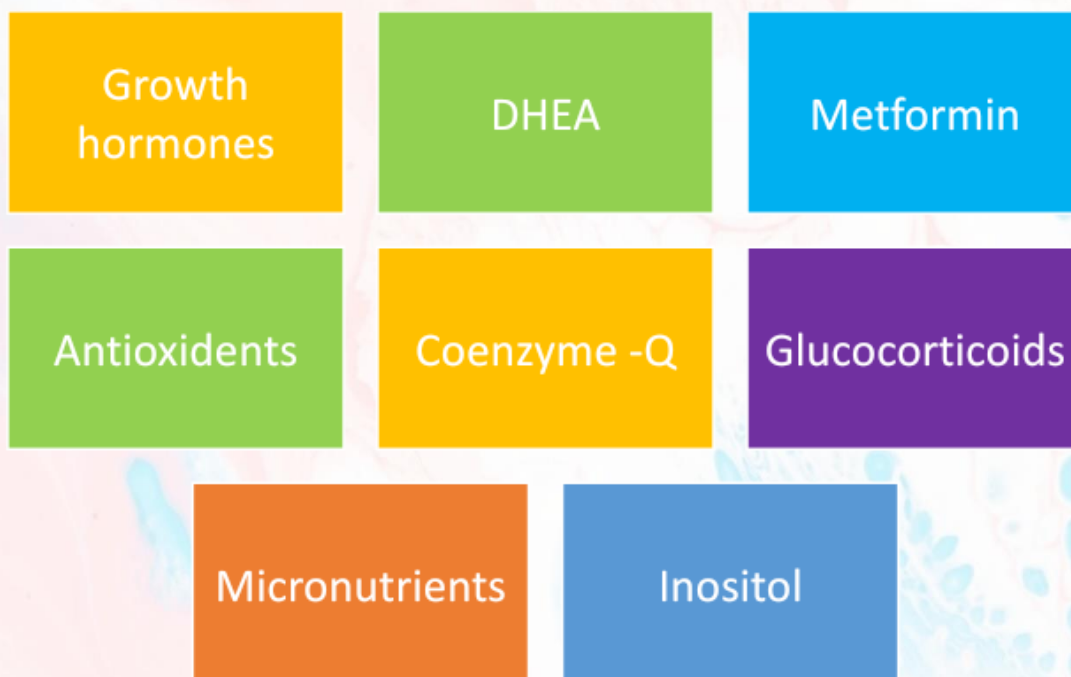 Growth
hormones
DHEA
Metformin
Antioxidents
Coenzyme -Q
Glucocorticoids
Micronutrients
Inositol